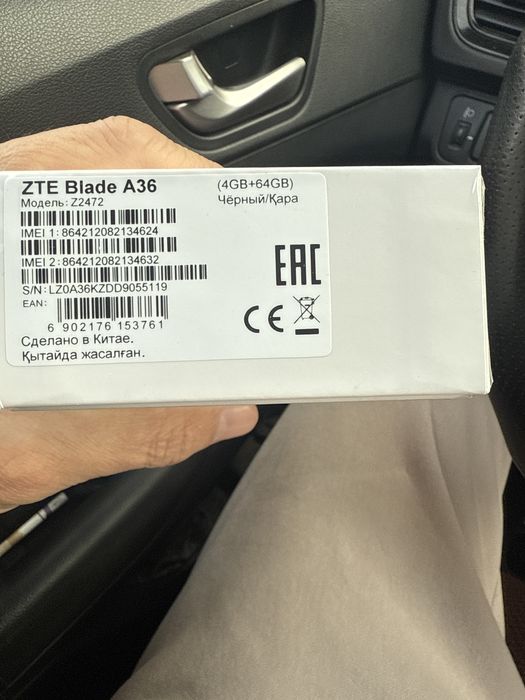 ZTE Blade A36
(4GB+64GB)
Модель: Z2472
Чёрный/Қара
IMEI 1: 864212082134624
IMEI 2: 864212082134632
S/N: LZ0A36KZDD9055119
EAN:
6 902176 153761
Сделано в Китае.
Қытайда жасалған.
EAC
CE